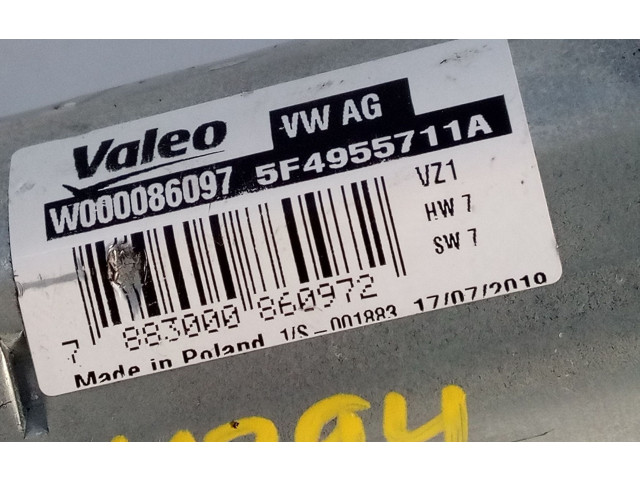 Valeo VW AG
W000086097 5F4955711A
VZ1
HW 7
SW 7
7 883000 860972
Made in Poland 1/S-001883 17/07/2019